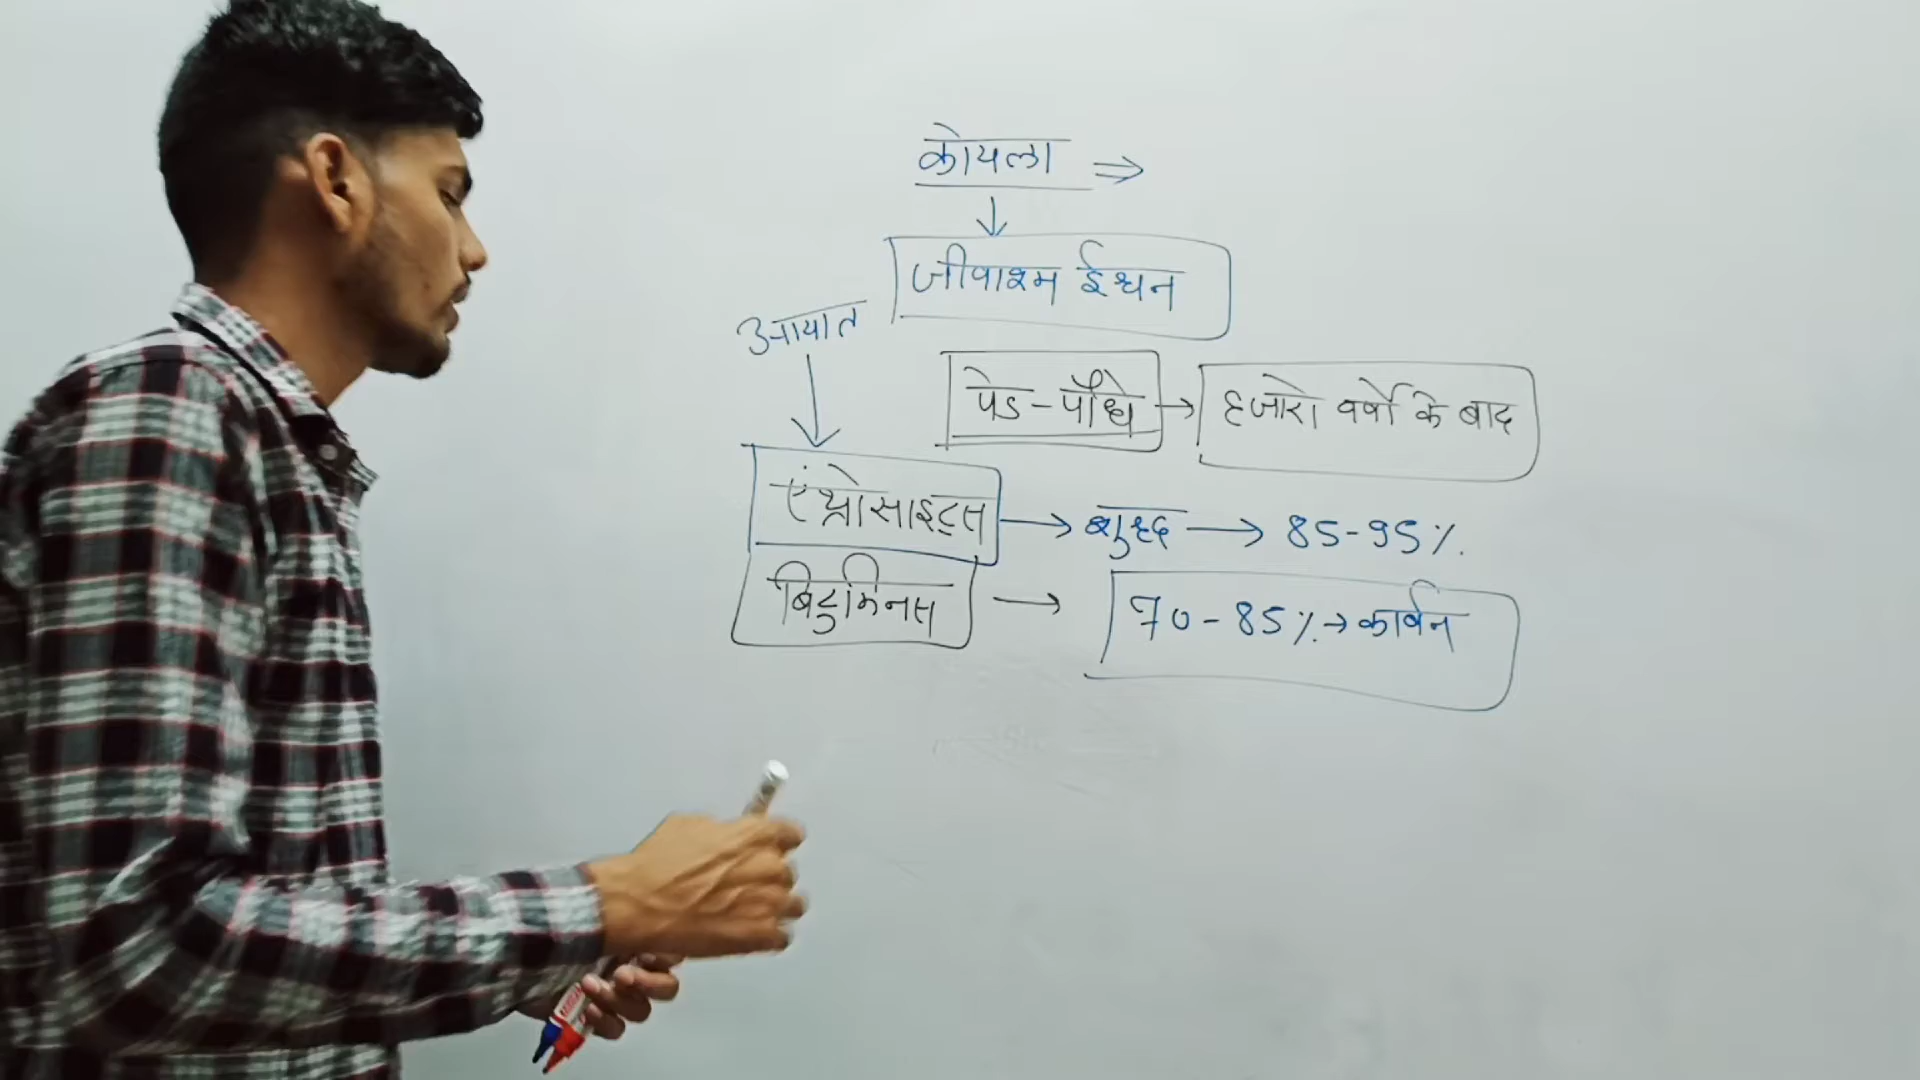 कोयला ⇒
↓
जीवाश्म ईंधन
आयात
↓
पेड - पौधे → हजारो वर्षो के बाद
एंथ्रोसाइट्स → शुध्द → 85-95%.
बिटुमिनस → 70-85% → कार्बन